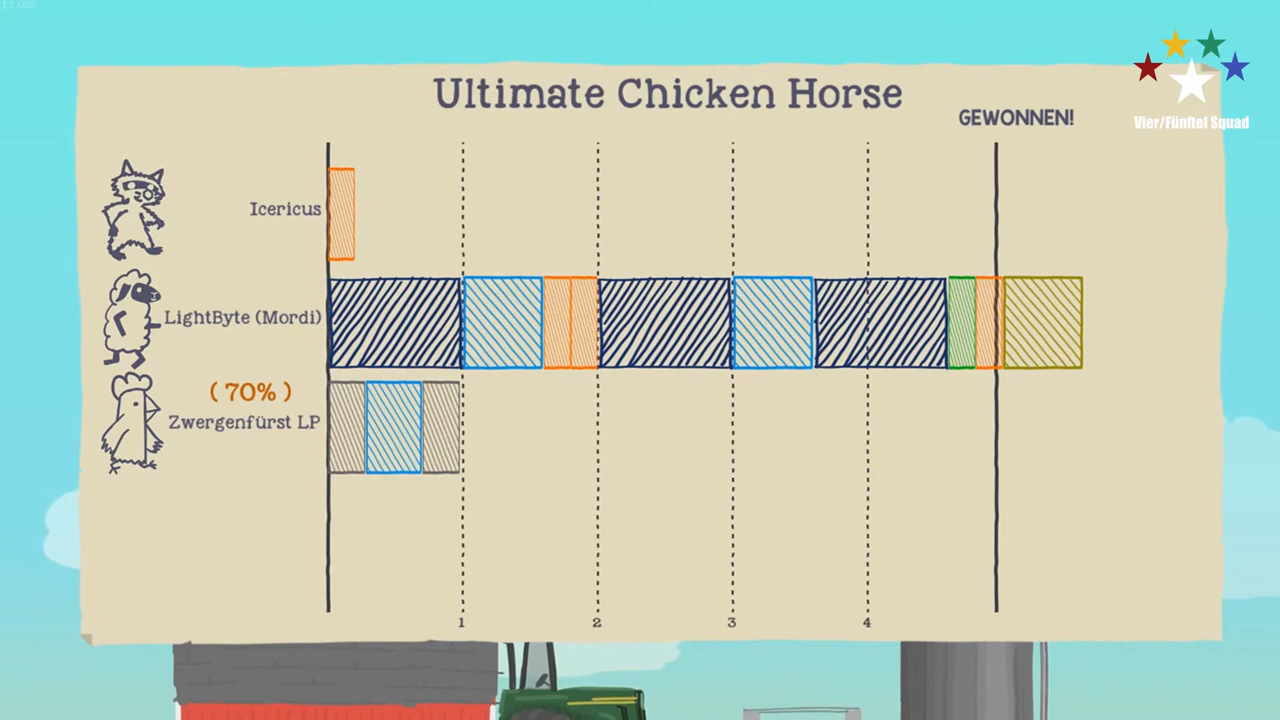 Ultimate Chicken Horse
GEWONNEN!
Vier/Fünftel Squad
Icericus
LightByte (Mordi)
( 70% )
Zwergenfürst LP
1
2
3
4